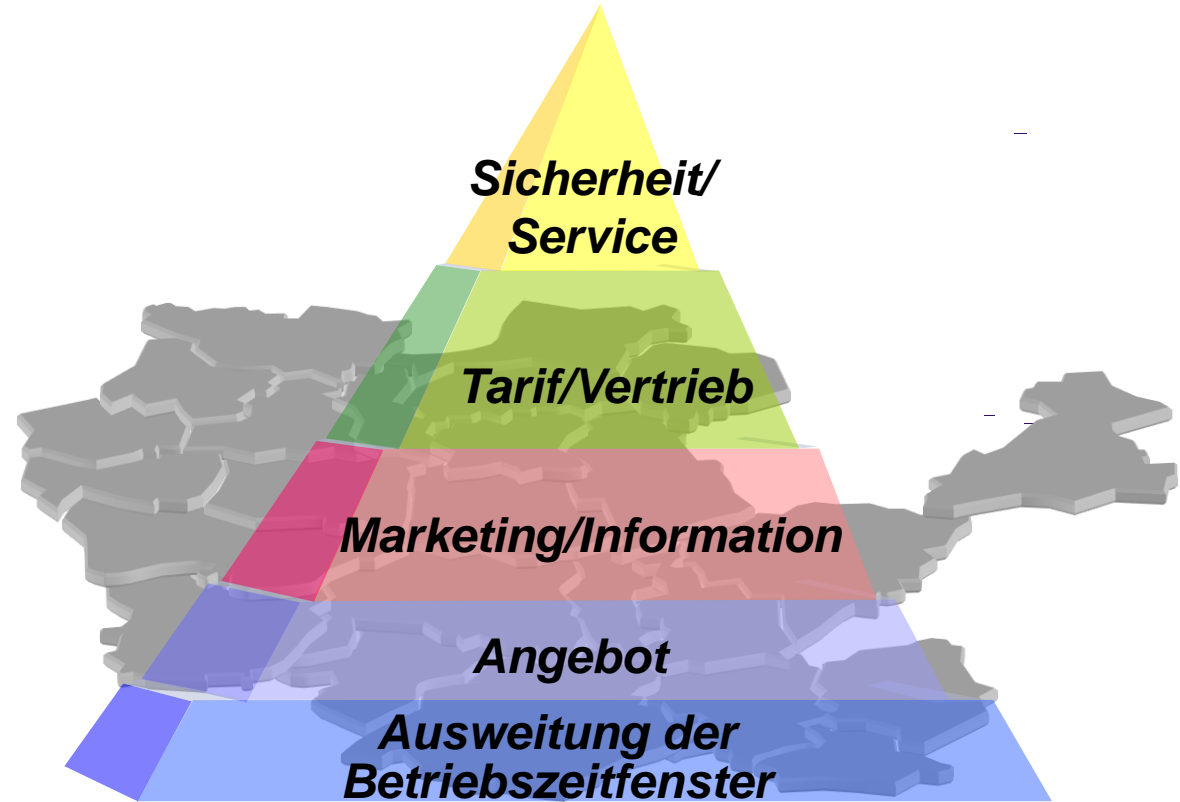 Sicherheit/
Service
Tarif/Vertrieb
Marketing/Information
Angebot
Ausweitung der
Betriebszeitfenster